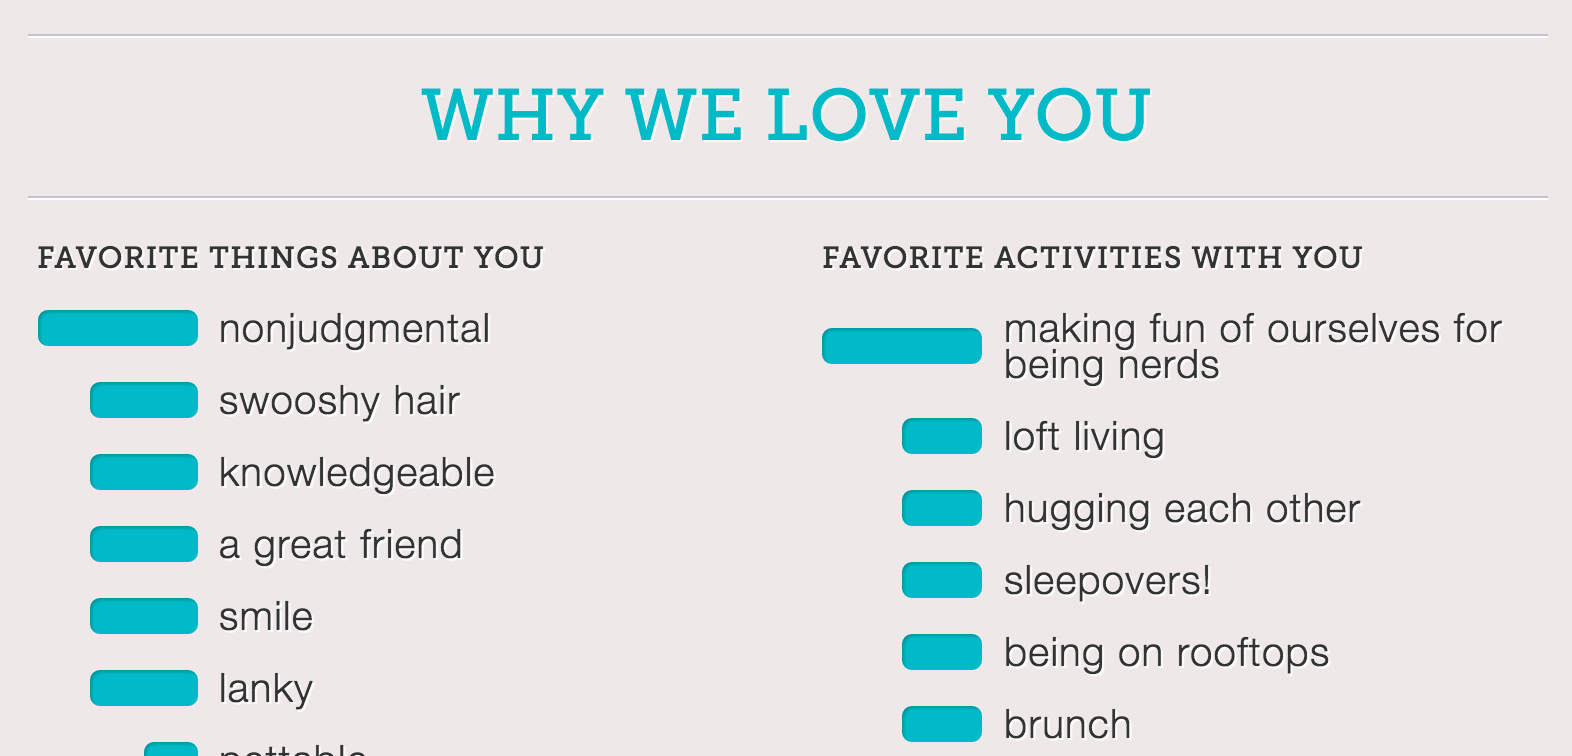 WHY WE LOVE YOU
FAVORITE THINGS ABOUT YOU
nonjudgmental
swooshy hair
knowledgeable
a great friend
smile
lanky
pettable
FAVORITE ACTIVITIES WITH YOU
making fun of ourselves for
being nerds
loft living
hugging each other
sleepovers!
being on rooftops
brunch